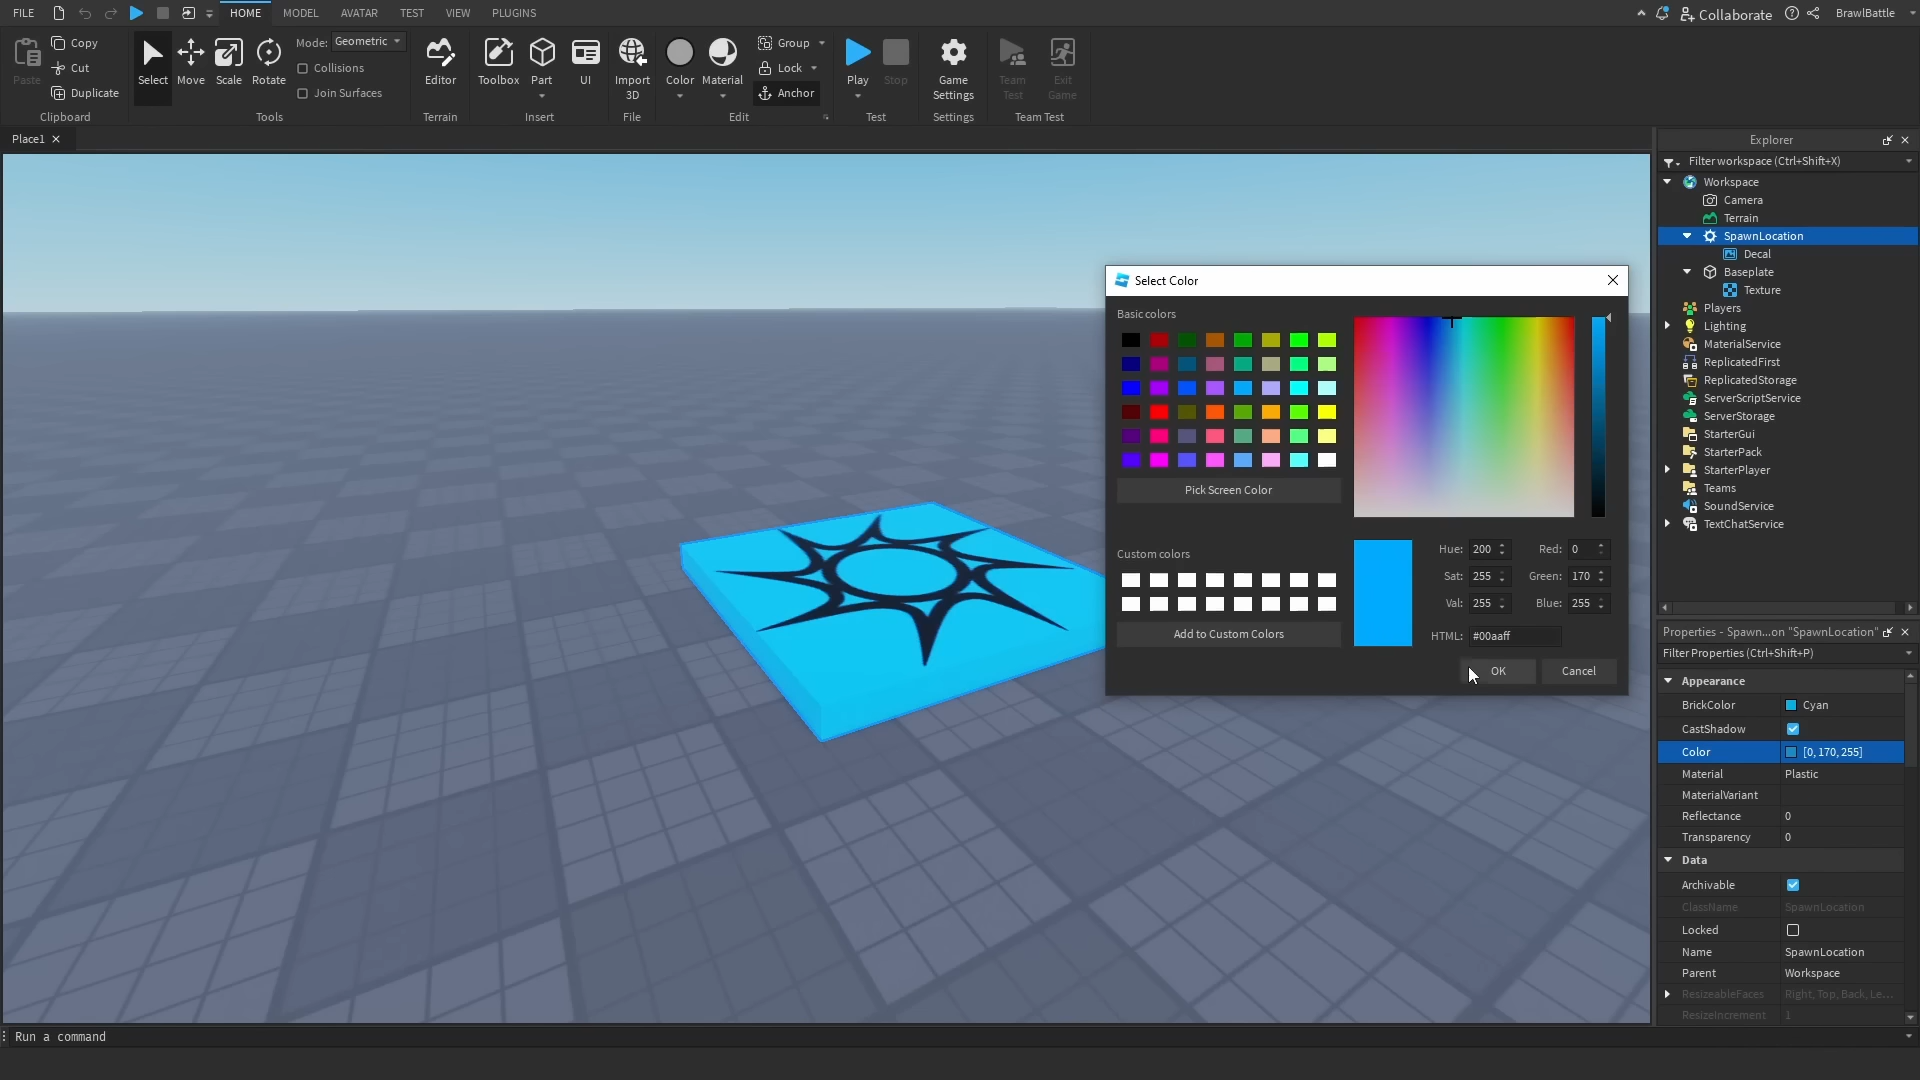 FILE HOME MODEL AVATAR TEST VIEW PLUGINS Collaborate BrawlBattle
Paste Copy Cut Duplicate Clipboard
Select Move Scale Rotate Mode: Geometric Collisions Join Surfaces Tools
Editor Terrain
Toolbox Part UI Insert
Import 3D File
Color Material Group Lock Anchor Edit
Play Stop Test
Game Settings Settings
Team Test Exit Game Team Test
Place1
Explorer
Filter workspace (Ctrl+Shift+X)
Workspace
Camera
Terrain
SpawnLocation
Decal
Baseplate
Texture
Players
Lighting
MaterialService
ReplicatedFirst
ReplicatedStorage
ServerScriptService
ServerStorage
StarterGui
StarterPack
StarterPlayer
Teams
SoundService
TextChatService
Select Color
Basic colors
Pick Screen Color
Custom colors
Add to Custom Colors
Hue: 200 Red: 0
Sat: 255 Green: 170
Val: 255 Blue: 255
HTML: #00aaff
OK Cancel
Properties - Spawn...on "SpawnLocation"
Filter Properties (Ctrl+Shift+P)
Appearance
BrickColor Cyan
CastShadow
Color [0, 170, 255]
Material Plastic
MaterialVariant
Reflectance 0
Transparency 0
Data
Archivable
ClassName SpawnLocation
Locked
Name SpawnLocation
Parent Workspace
ResizeableFaces Right, Top, Back, Le...
ResizeIncrement 1
Run a command